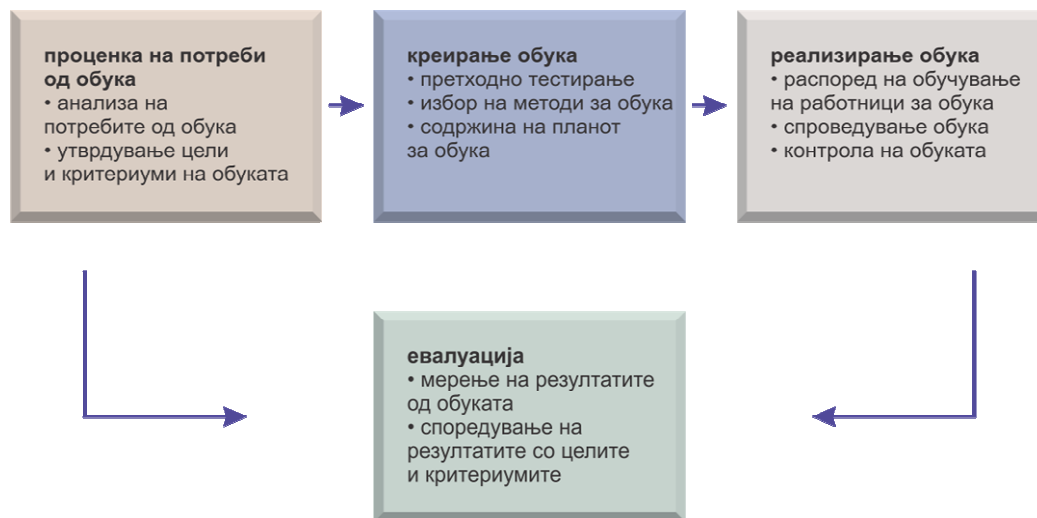 проценка на потреби
од обука
• анализа на
потребите од обука
• утврдување цели
и критериуми на обуката
креирање обука
• претходно тестирање
• избор на методи за обука
• содржина на планот
за обука
реализирање обука
• распоред на обучување
на работници за обука
• спроведување обука
• контрола на обуката
евалуација
• мерење на резултатите
од обуката
• споредување на
резултатите со целите
и критериумите